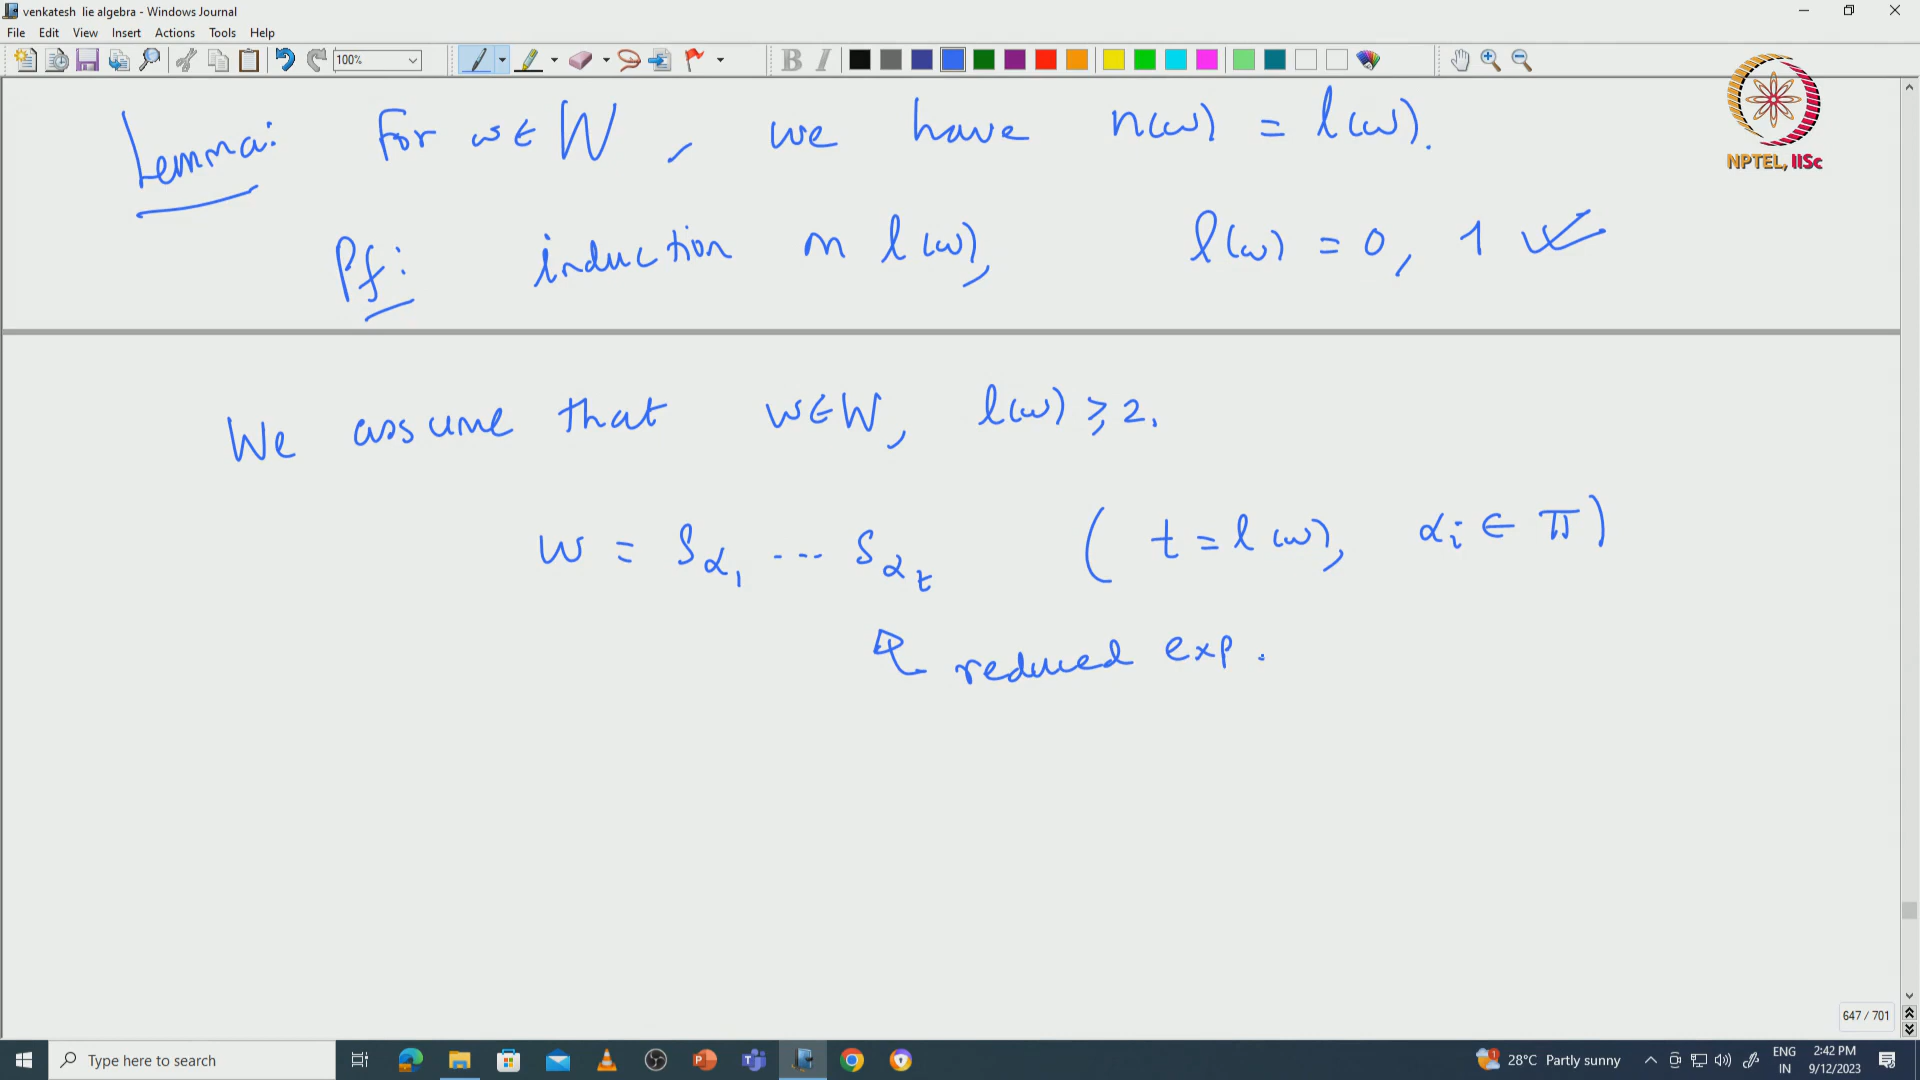 venkatesh lie algebra - Windows Journal
File Edit View Insert Actions Tools Help
100%
B I
NPTEL, IISc
Lemma: For w ∈ W, we have n(w) = l(w).
Pf: induction on l(w), l(w) = 0, 1 ✓
We assume that w ∈ W, l(w) ≥ 2.
w = s_{α_1} ... s_{α_t} ( t = l(w), α_i ∈ Π )
reduced exp.
647 / 701
Type here to search
28°C Partly sunny
ENG
IN
2:42 PM
9/12/2023